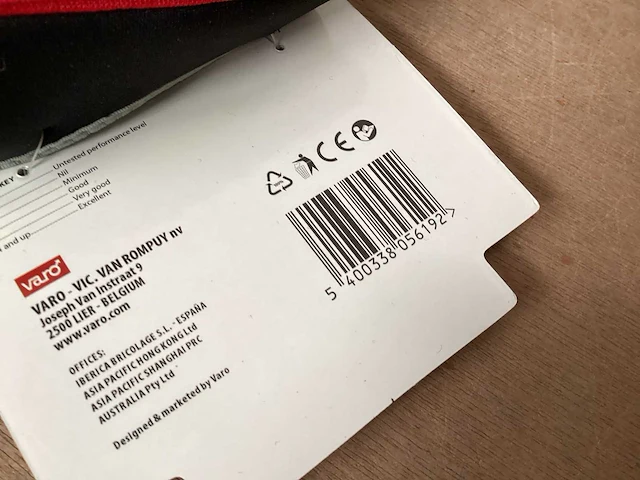 KEY
Untested performance level
Nil
Minimum
Good
Very good
Excellent
and up
varo
VARO - VIC. VAN ROMPUY nv
Joseph Van Instraat 9
2500 LIER - BELGIUM
www.varo.com
OFFICES:
IBERICA BRICOLAGE S.L. - ESPAÑA
ASIA PACIFIC HONG KONG Ltd
ASIA PACIFIC SHANGHAI PRC
AUSTRALIA Pty Ltd
Designed & marketed by Varo
CE
5 400338 056192 >